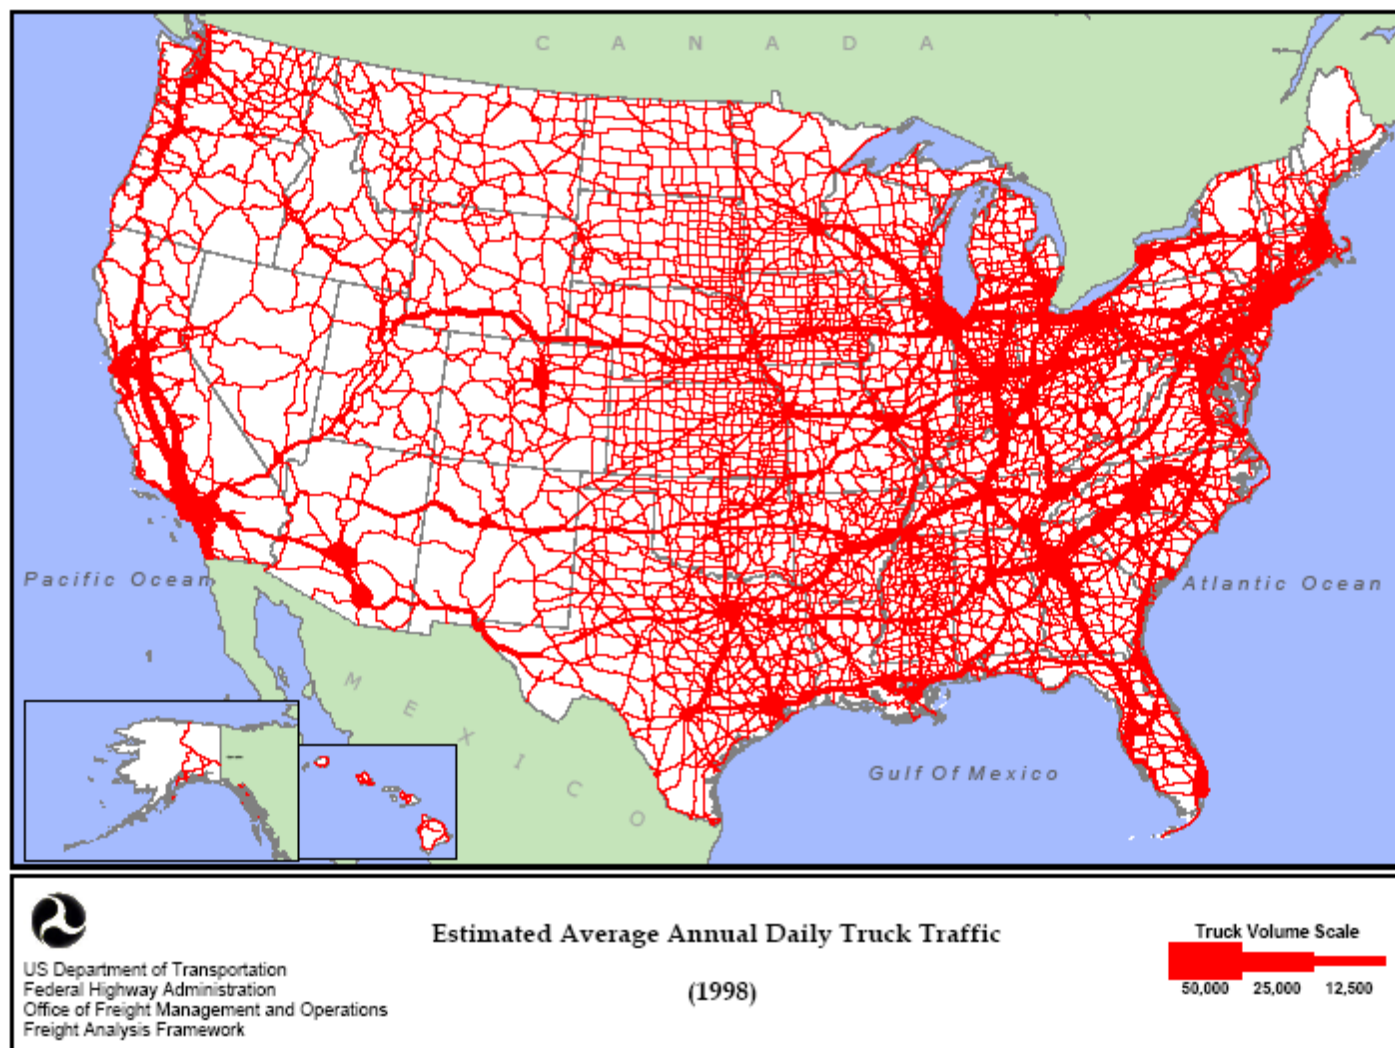 C A N A D A
Pacific Ocean
Atlantic Ocean
M E X I C O
Gulf Of Mexico
Estimated Average Annual Daily Truck Traffic
(1998)
US Department of Transportation
Federal Highway Administration
Office of Freight Management and Operations
Freight Analysis Framework
Truck Volume Scale
50,000 25,000 12,500